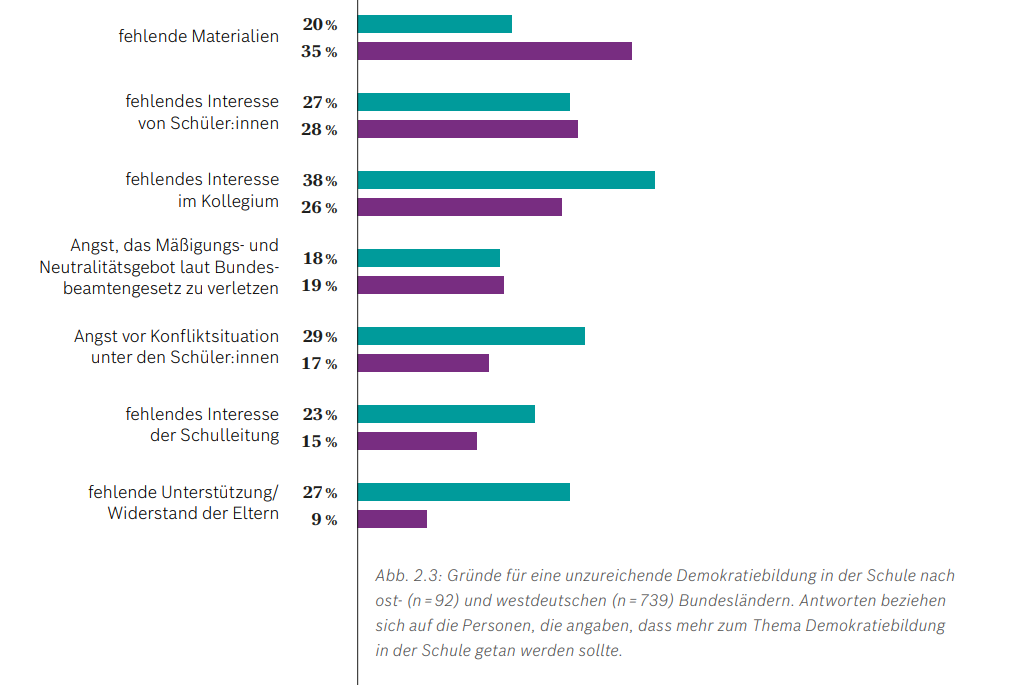 fehlende Materialien
20 %
35 %
fehlendes Interesse
von Schüler:innen
27 %
28 %
fehlendes Interesse
im Kollegium
38 %
26 %
Angst, das Mäßigungs- und
Neutralitätsgebot laut Bundes-
beamtengesetz zu verletzen
18 %
19 %
Angst vor Konfliktsituation
unter den Schüler:innen
29 %
17 %
fehlendes Interesse
der Schulleitung
23 %
15 %
fehlende Unterstützung/
Widerstand der Eltern
27 %
9 %
Abb. 2.3: Gründe für eine unzureichende Demokratiebildung in der Schule nach
ost- (n = 92) und westdeutschen (n = 739) Bundesländern. Antworten beziehen
sich auf die Personen, die angaben, dass mehr zum Thema Demokratiebildung
in der Schule getan werden sollte.